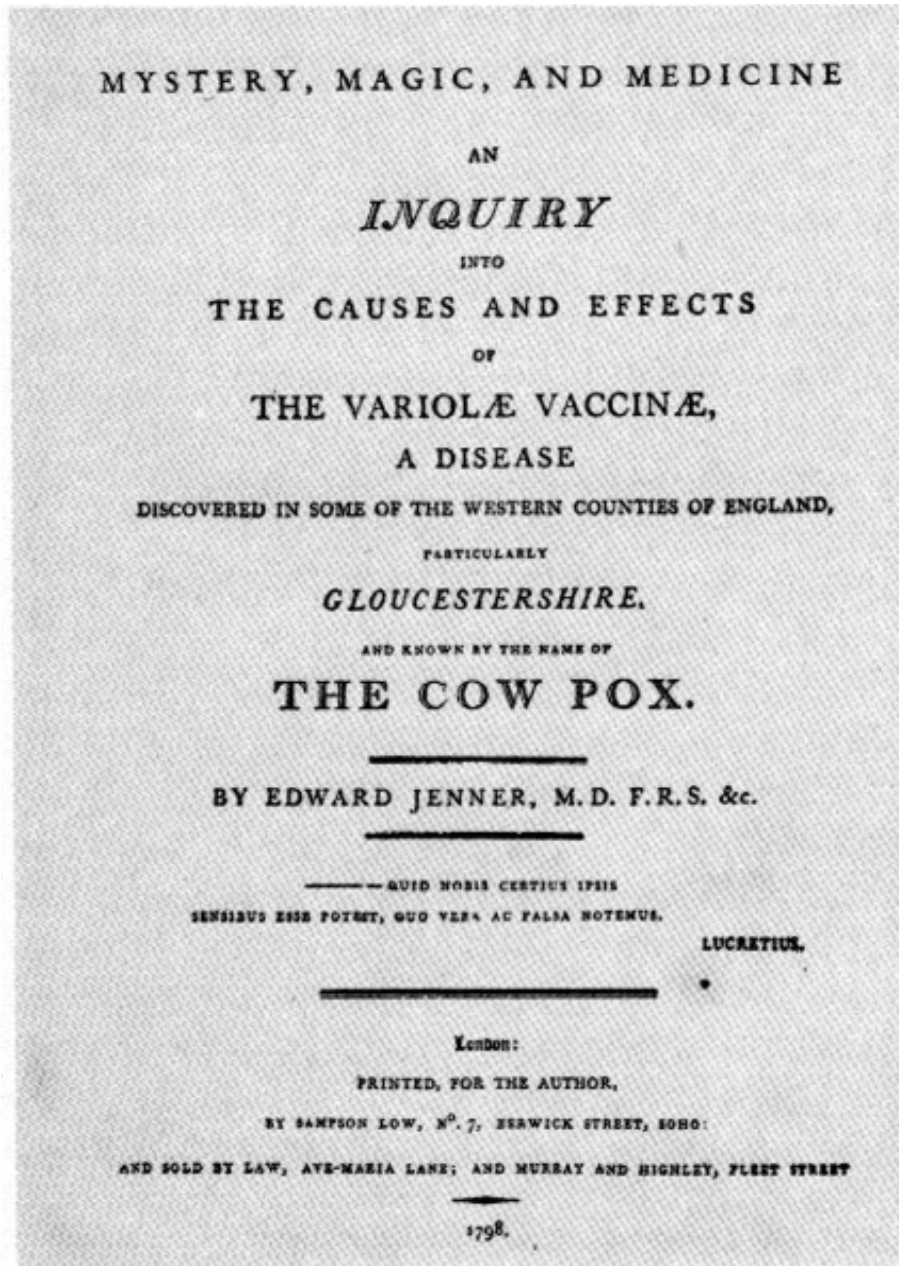 MYSTERY, MAGIC, AND MEDICINE
AN
INQUIRY
INTO
THE CAUSES AND EFFECTS
OF
THE VARIOLÆ VACCINÆ,
A DISEASE
DISCOVERED IN SOME OF THE WESTERN COUNTIES OF ENGLAND,
PARTICULARLY
GLOUCESTERSHIRE,
AND KNOWN BY THE NAME OF
THE COW POX.
BY EDWARD JENNER, M.D. F.R.S. &c.
QUID NOBIS CERTIUS IPSIS
SENSIBUS ESSE POTEST, QUO VERA AC FALSA NOTEMUS.
LUCRETIUS.
London:
PRINTED, FOR THE AUTHOR,
BY SAMPSON LOW, Nº. 7, BERWICK STREET, SOHO:
AND SOLD BY LAW, AVE-MARIA LANE; AND MURRAY AND HIGHLEY, FLEET STREET
1798.